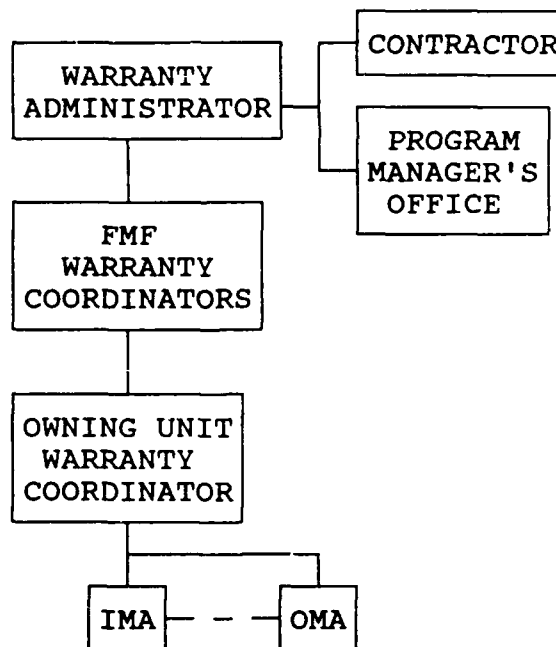 WARRANTY
ADMINISTRATOR
CONTRACTOR
PROGRAM
MANAGER'S
OFFICE
FMF
WARRANTY
COORDINATORS
OWNING UNIT
WARRANTY
COORDINATOR
IMA
OMA